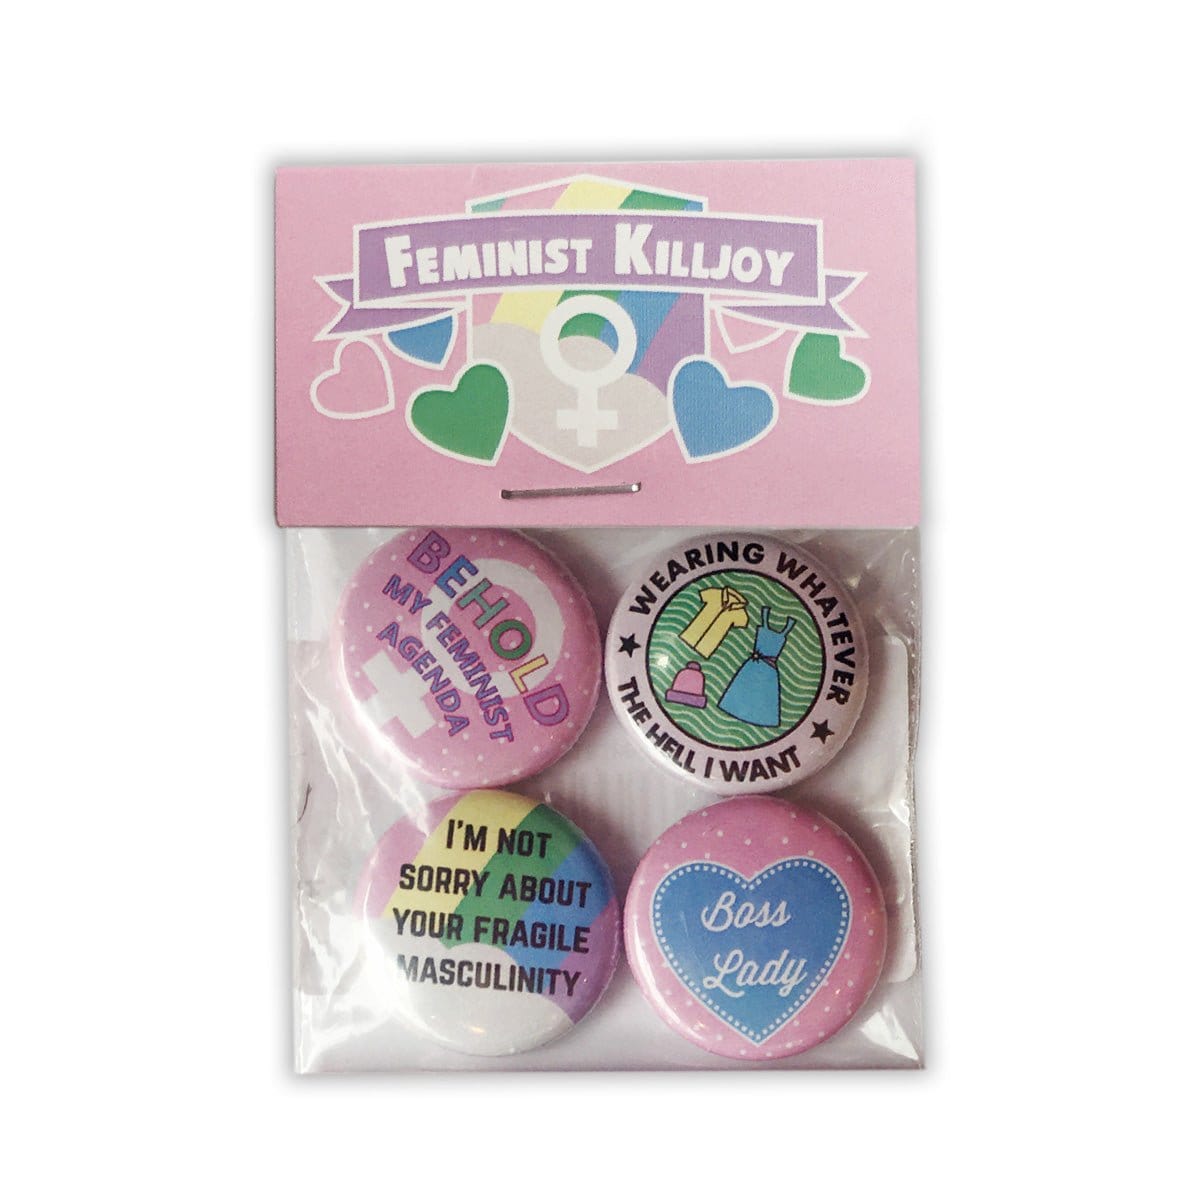 FEMINIST KILLJOY
BEHOLD
MY FEMINIST
AGENDA
WEARING WHATEVER
THE HELL I WANT
I'M NOT
SORRY ABOUT
YOUR FRAGILE
MASCULINITY
Boss
Lady